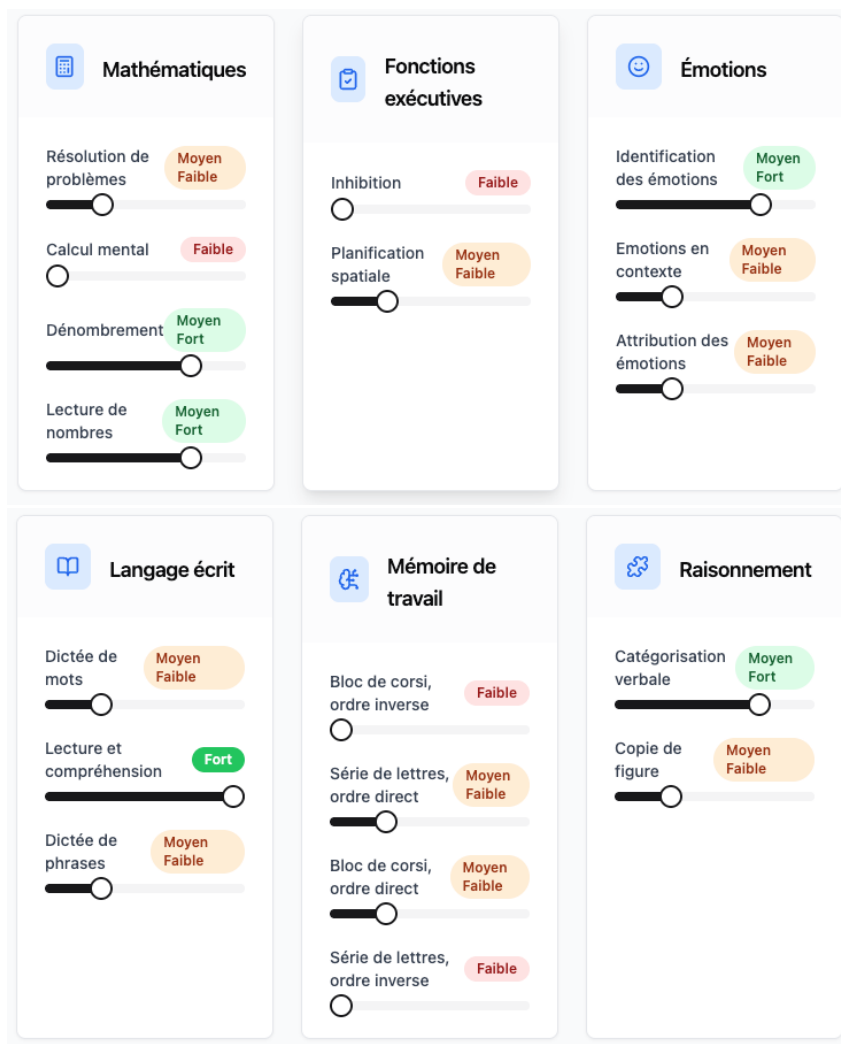 Mathématiques
Résolution de
problèmes
Moyen
Faible
Calcul mental
Faible
Dénombrement
Moyen
Fort
Lecture de
nombres
Moyen
Fort
Fonctions
exécutives
Inhibition
Faible
Planification
spatiale
Moyen
Faible
Émotions
Identification
des émotions
Moyen
Fort
Emotions en
contexte
Moyen
Faible
Attribution des
émotions
Moyen
Faible
Langage écrit
Dictée de
mots
Moyen
Faible
Lecture et
compréhension
Fort
Dictée de
phrases
Moyen
Faible
Mémoire de
travail
Bloc de corsi,
ordre inverse
Faible
Série de lettres,
ordre direct
Moyen
Faible
Bloc de corsi,
ordre direct
Moyen
Faible
Série de lettres,
ordre inverse
Faible
Raisonnement
Catégorisation
verbale
Moyen
Fort
Copie de
figure
Moyen
Faible